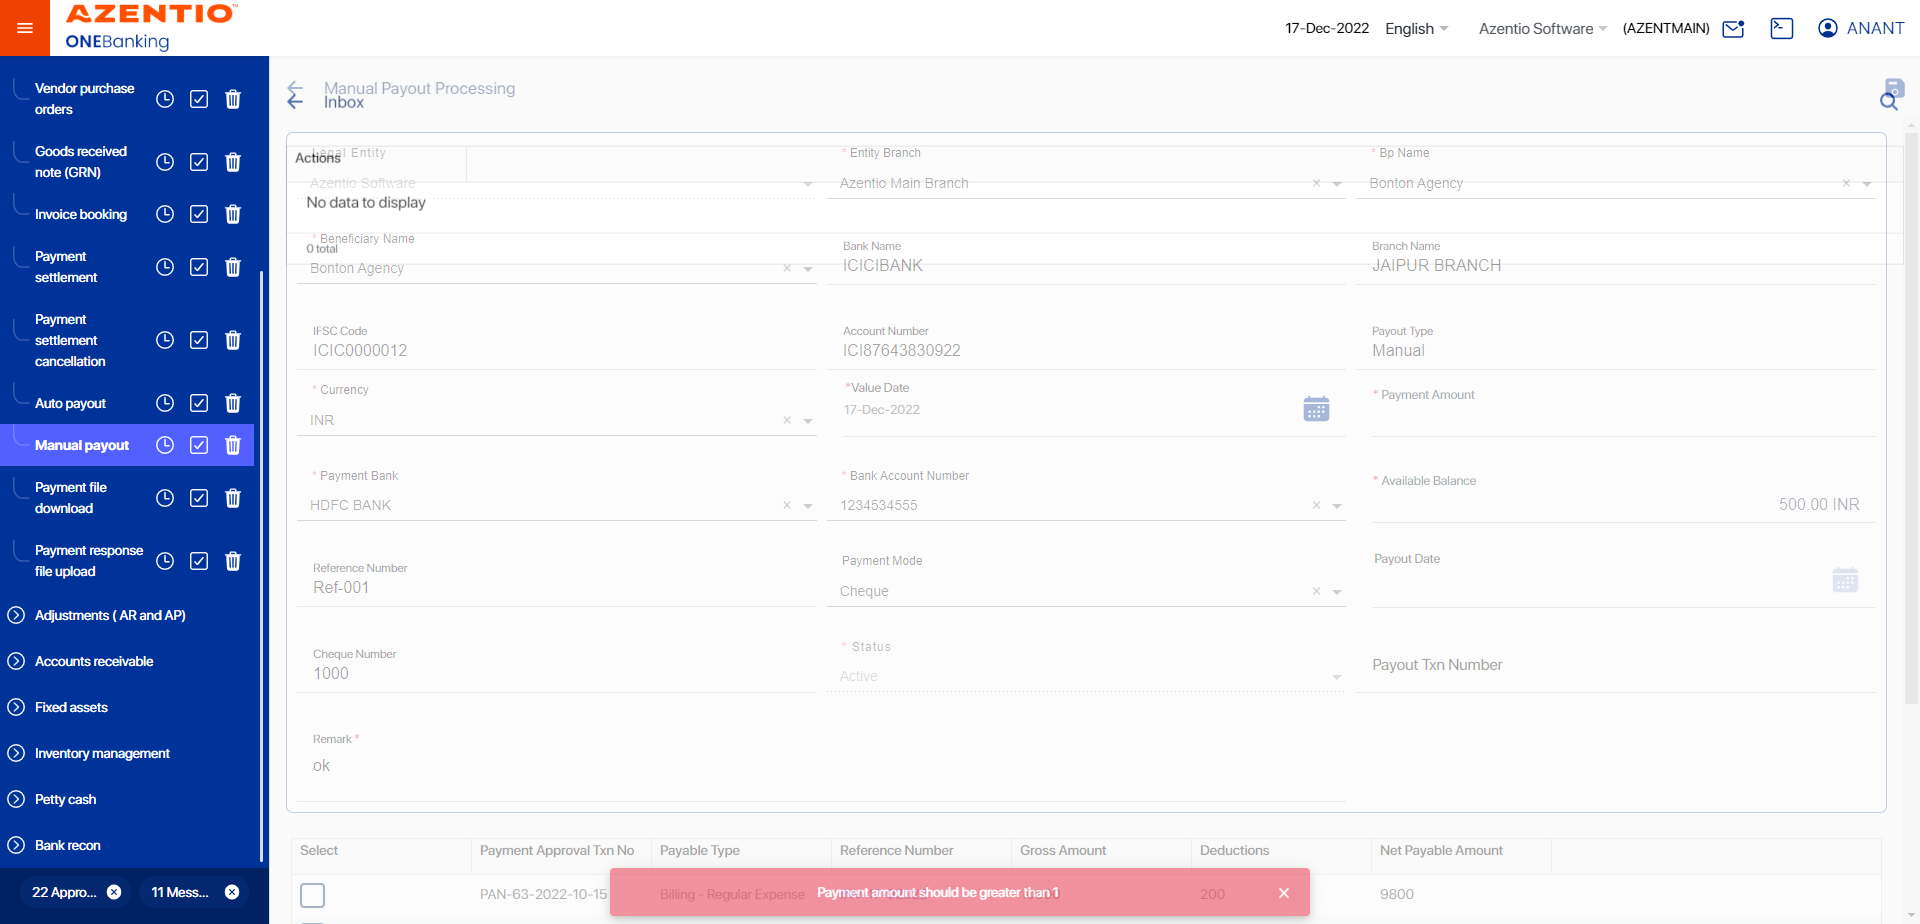 AZENTIO™
ONEBanking
17-Dec-2022
English
Azentio Software
(AZENTMAIN)
ANANT
Vendor purchase
orders
Goods received
note (GRN)
Invoice booking
Payment
settlement
Payment
settlement
cancellation
Auto payout
Manual payout
Payment file
download
Payment response
file upload
Adjustments ( AR and AP)
Accounts receivable
Fixed assets
Inventory management
Petty cash
Bank recon
22 Appro...
11 Mess...
Manual Payout Processing
Inbox
Legal Entity
Actions
Azentio Software
No data to display
0 total
* Entity Branch
Azentio Main Branch
* Bp Name
Bonton Agency
* Beneficiary Name
Bonton Agency
Bank Name
ICICIBANK
Branch Name
JAIPUR BRANCH
IFSC Code
ICIC0000012
Account Number
ICI87643830922
Payout Type
Manual
* Currency
INR
*Value Date
17-Dec-2022
* Payment Amount
* Payment Bank
HDFC BANK
* Bank Account Number
1234534555
* Available Balance
500.00 INR
Reference Number
Ref-001
Payment Mode
Cheque
Payout Date
Cheque Number
1000
* Status
Active
Payout Txn Number
Remark *
ok
Select
Payment Approval Txn No
Payable Type
Reference Number
Gross Amount
Deductions
Net Payable Amount
PAN-63-2022-10-15
Billing - Regular Expense
200
9800
Payment amount should be greater than 1